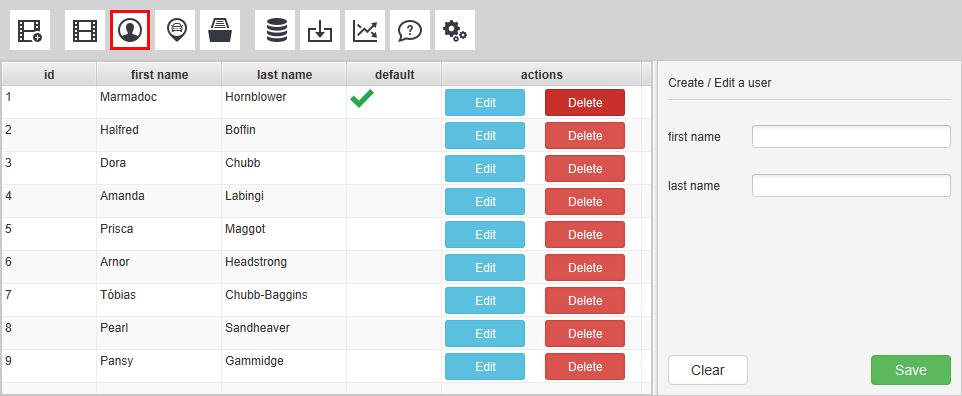 id first name last name default actions
1 Marmadoc Hornblower Edit Delete
2 Halfred Boffin Edit Delete
3 Dora Chubb Edit Delete
4 Amanda Labingi Edit Delete
5 Prisca Maggot Edit Delete
6 Arnor Headstrong Edit Delete
7 Tóbias Chubb-Baggins Edit Delete
8 Pearl Sandheaver Edit Delete
9 Pansy Gammidge Edit Delete
Create / Edit a user
first name
last name
Clear Save